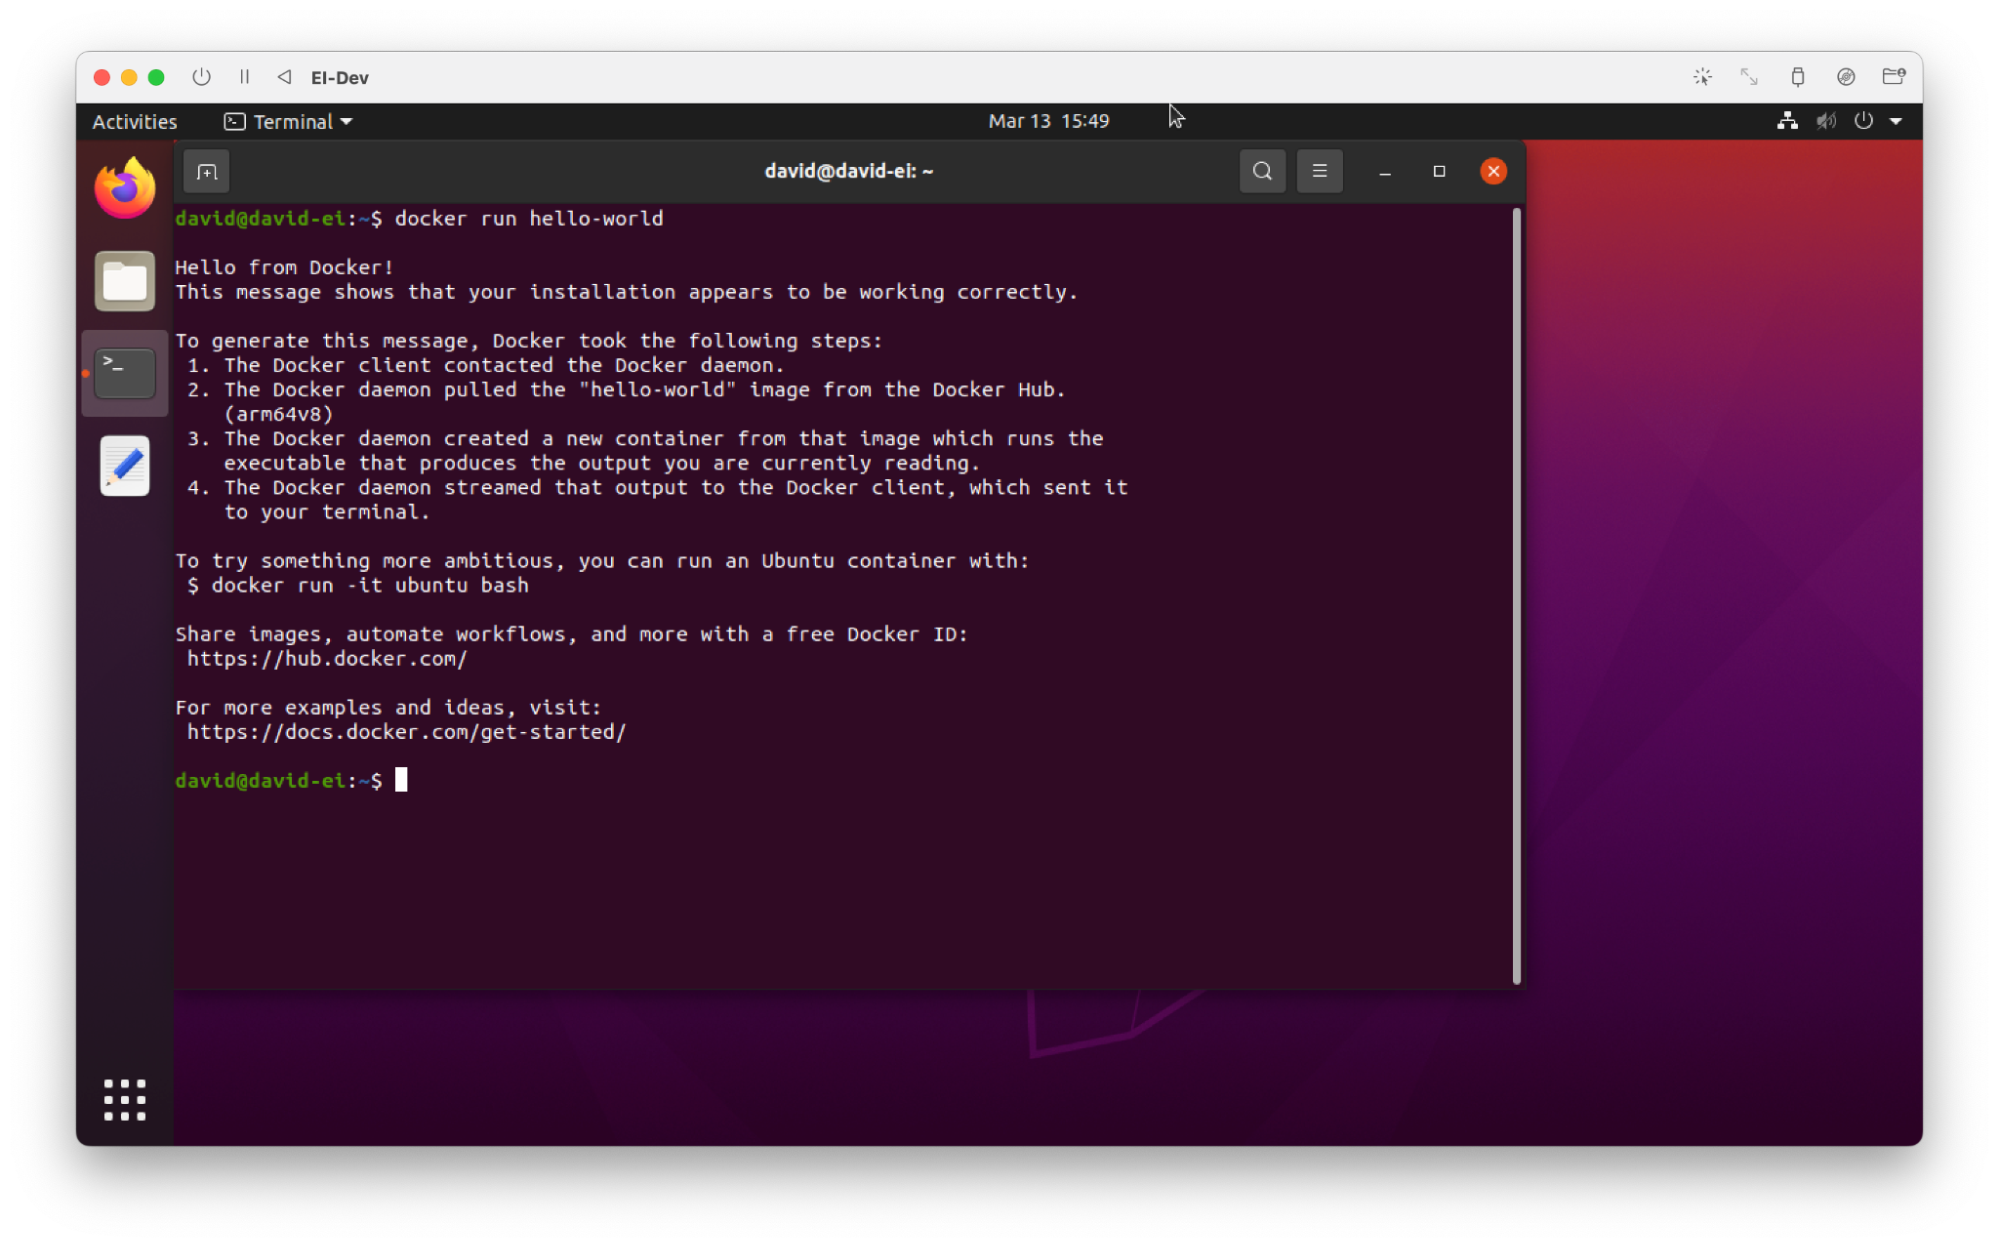 EI-Dev
Activities
Terminal
Mar 13 15:49
david@david-ei: ~
david@david-ei:~$ docker run hello-world
Hello from Docker!
This message shows that your installation appears to be working correctly.
To generate this message, Docker took the following steps:
1. The Docker client contacted the Docker daemon.
2. The Docker daemon pulled the "hello-world" image from the Docker Hub.
(arm64v8)
3. The Docker daemon created a new container from that image which runs the
executable that produces the output you are currently reading.
4. The Docker daemon streamed that output to the Docker client, which sent it
to your terminal.
To try something more ambitious, you can run an Ubuntu container with:
$ docker run -it ubuntu bash
Share images, automate workflows, and more with a free Docker ID:
https://hub.docker.com/
For more examples and ideas, visit:
https://docs.docker.com/get-started/
david@david-ei:~$